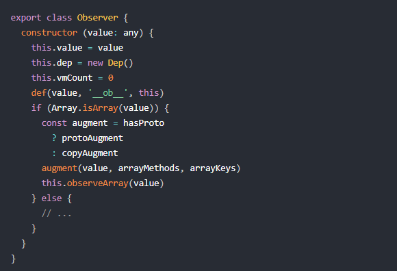 export class Observer {
  constructor (value: any) {
    this.value = value
    this.dep = new Dep()
    this.vmCount = 0
    def(value, '__ob__', this)
    if (Array.isArray(value)) {
      const augment = hasProto
        ? protoAugment
        : copyAugment
      augment(value, arrayMethods, arrayKeys)
      this.observeArray(value)
    } else {
      // ...
    }
  }
}